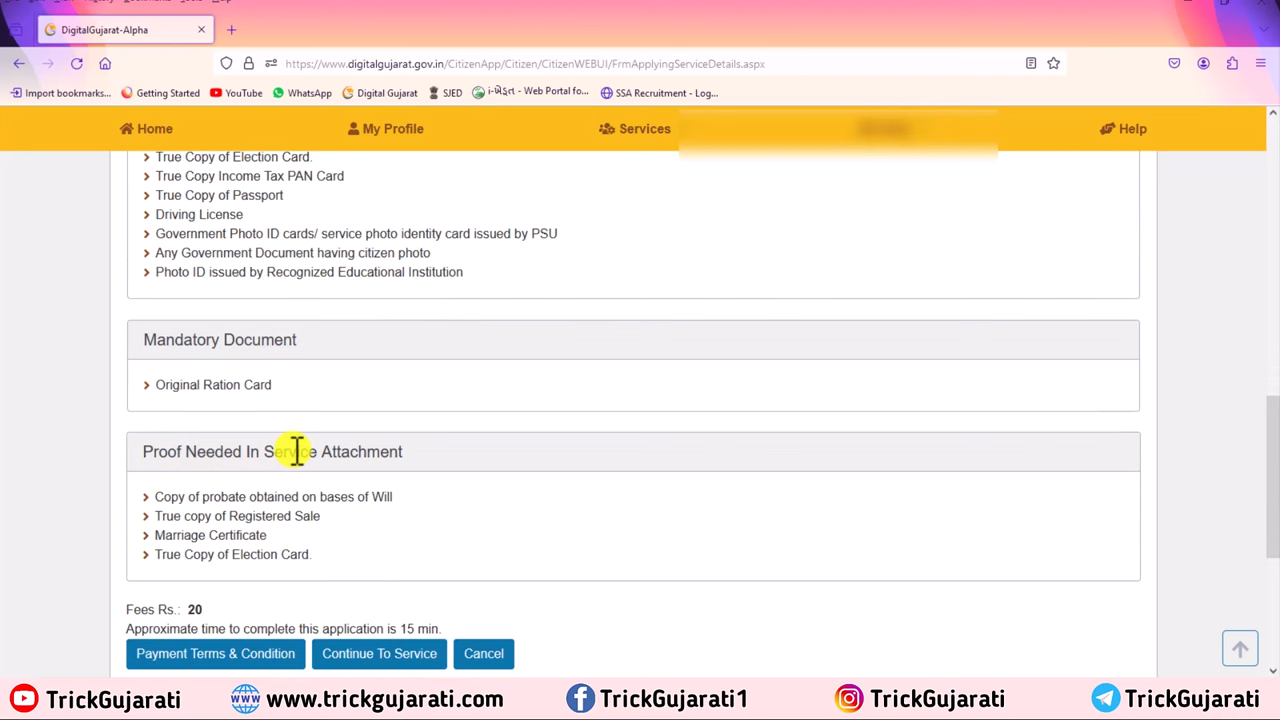 DigitalGujarat-Alpha
https://www.digitalgujarat.gov.in/CitizenApp/Citizen/CitizenWEBUI/FrmApplyingServiceDetails.aspx
Import bookmarks... Getting Started YouTube WhatsApp Digital Gujarat SJED i-ખેડૂત - Web Portal fo... SSA Recruitment - Log...
Home My Profile Services Help
True Copy of Election Card.
True Copy Income Tax PAN Card
True Copy of Passport
Driving License
Government Photo ID cards/ service photo identity card issued by PSU
Any Government Document having citizen photo
Photo ID issued by Recognized Educational Institution
Mandatory Document
Original Ration Card
Proof Needed In Service Attachment
Copy of probate obtained on bases of Will
True copy of Registered Sale
Marriage Certificate
True Copy of Election Card.
Fees Rs.: 20
Approximate time to complete this application is 15 min.
Payment Terms & Condition Continue To Service Cancel
TrickGujarati www.trickgujarati.com TrickGujarati1 TrickGujarati TrickGujarati